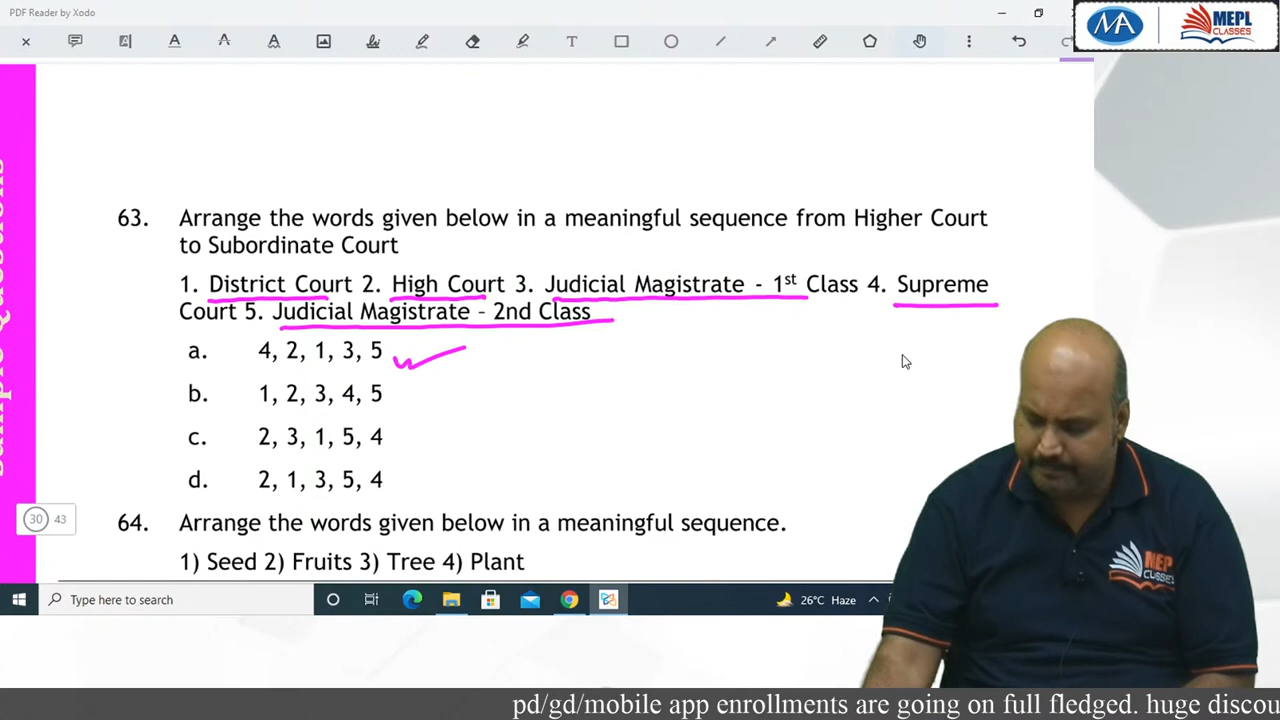 PDF Reader by Xodo
MA
MEPL
CLASSES
63. Arrange the words given below in a meaningful sequence from Higher Court
to Subordinate Court
1. District Court 2. High Court 3. Judicial Magistrate - 1st Class 4. Supreme
Court 5. Judicial Magistrate – 2nd Class
a. 4, 2, 1, 3, 5
b. 1, 2, 3, 4, 5
c. 2, 3, 1, 5, 4
d. 2, 1, 3, 5, 4
30 43
64. Arrange the words given below in a meaningful sequence.
1) Seed 2) Fruits 3) Tree 4) Plant
Sample Questions
MEP
CLASSES
Type here to search
26°C Haze
pd/gd/mobile app enrollments are going on full fledged. huge discou